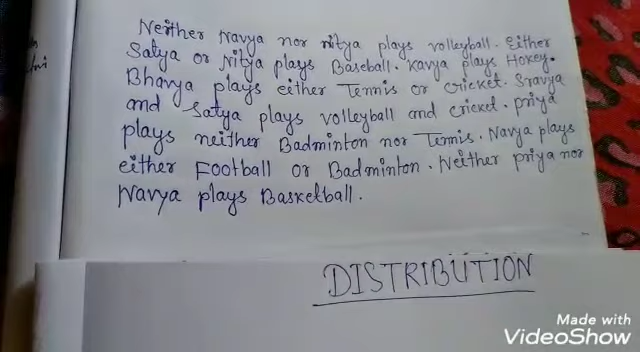 Neither Navya nor Nitya plays volleyball. Either
Satya or Nitya plays Baseball. Kavya plays Hokey.
Bhavya plays either Tennis or cricket. Sravya
and Satya plays volleyball and cricket. Priya
plays neither Badminton nor Tennis. Navya plays
either Football or Badminton. Neither priya nor
Navya plays Basketball.
DISTRIBUTION
Made with
VideoShow